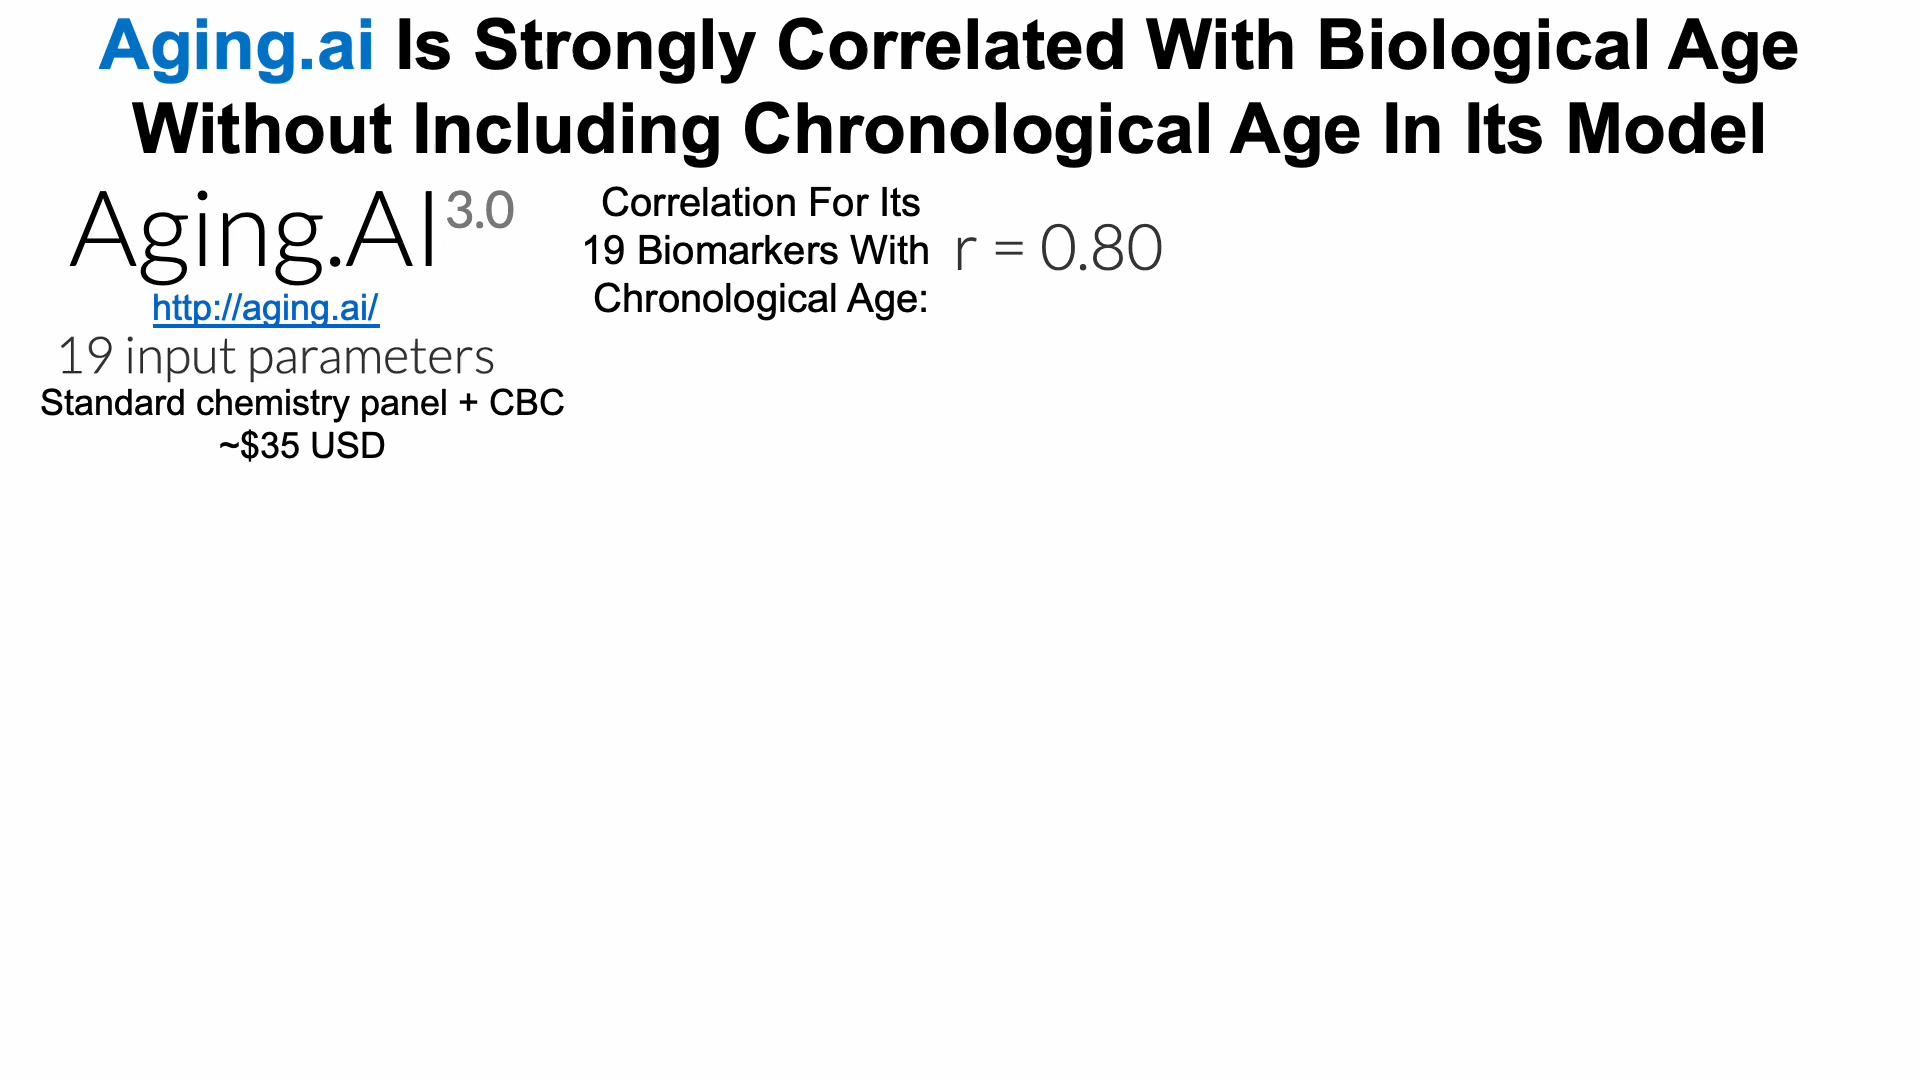 Aging.ai Is Strongly Correlated With Biological Age
Without Including Chronological Age In Its Model
Aging.AI 3.0
http://aging.ai/
19 input parameters
Standard chemistry panel + CBC
~$35 USD
Correlation For Its
19 Biomarkers With
Chronological Age:
r = 0.80